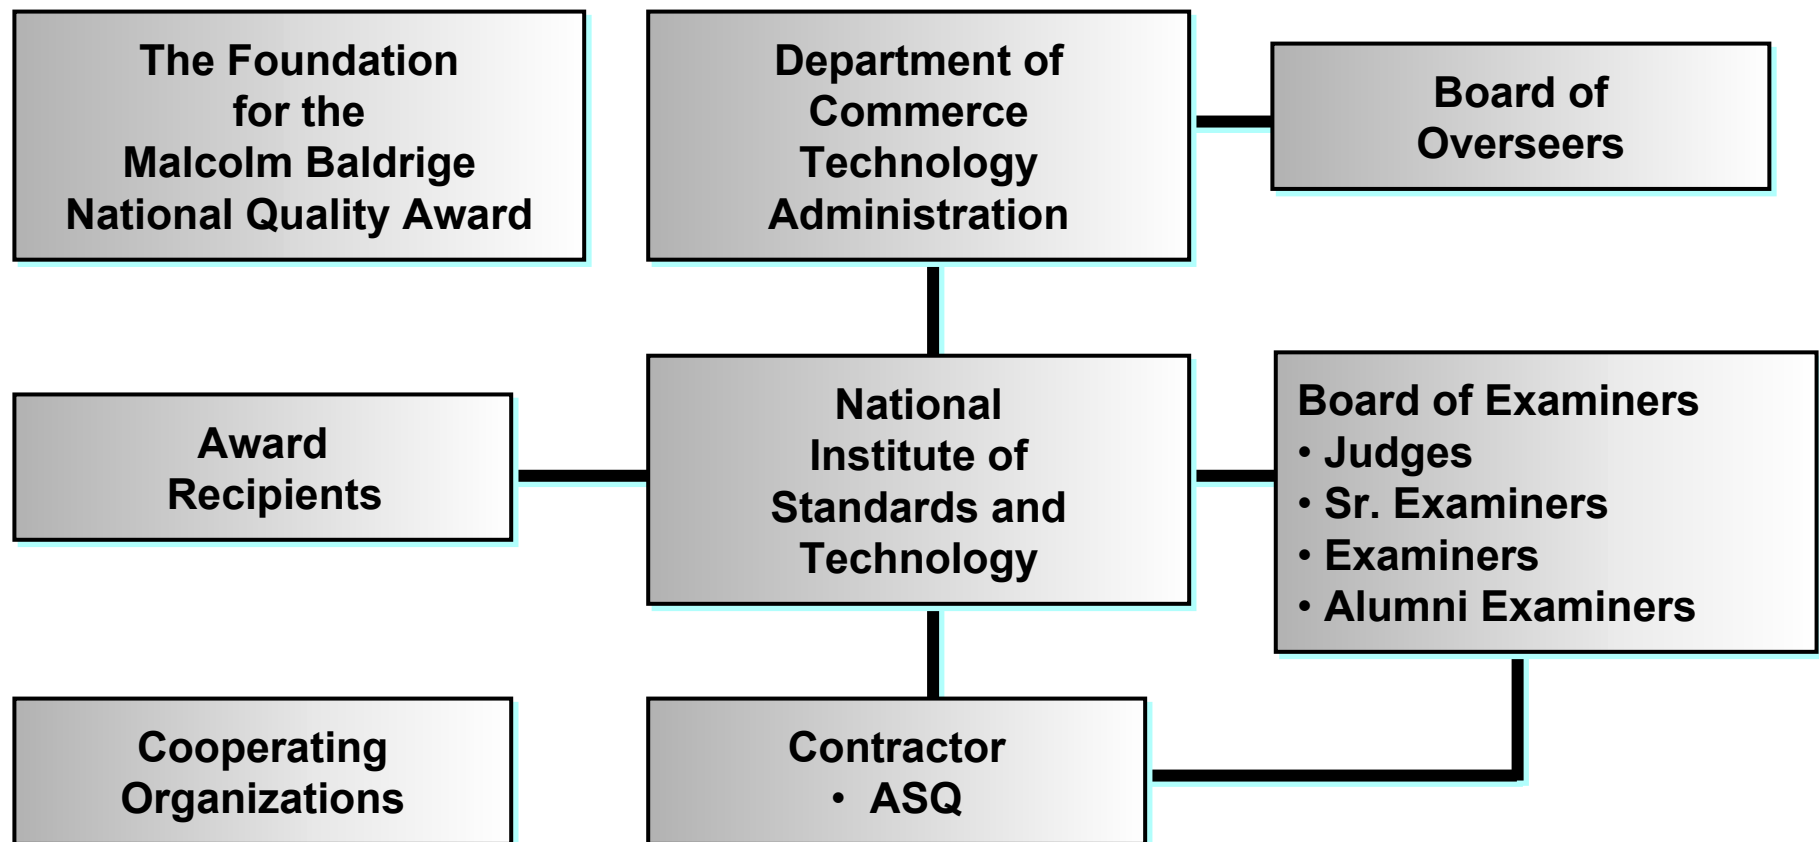 The Foundation
for the
Malcolm Baldrige
National Quality Award
Department of
Commerce
Technology
Administration
Board of
Overseers
Award
Recipients
National
Institute of
Standards and
Technology
Board of Examiners
• Judges
• Sr. Examiners
• Examiners
• Alumni Examiners
Cooperating
Organizations
Contractor
• ASQ